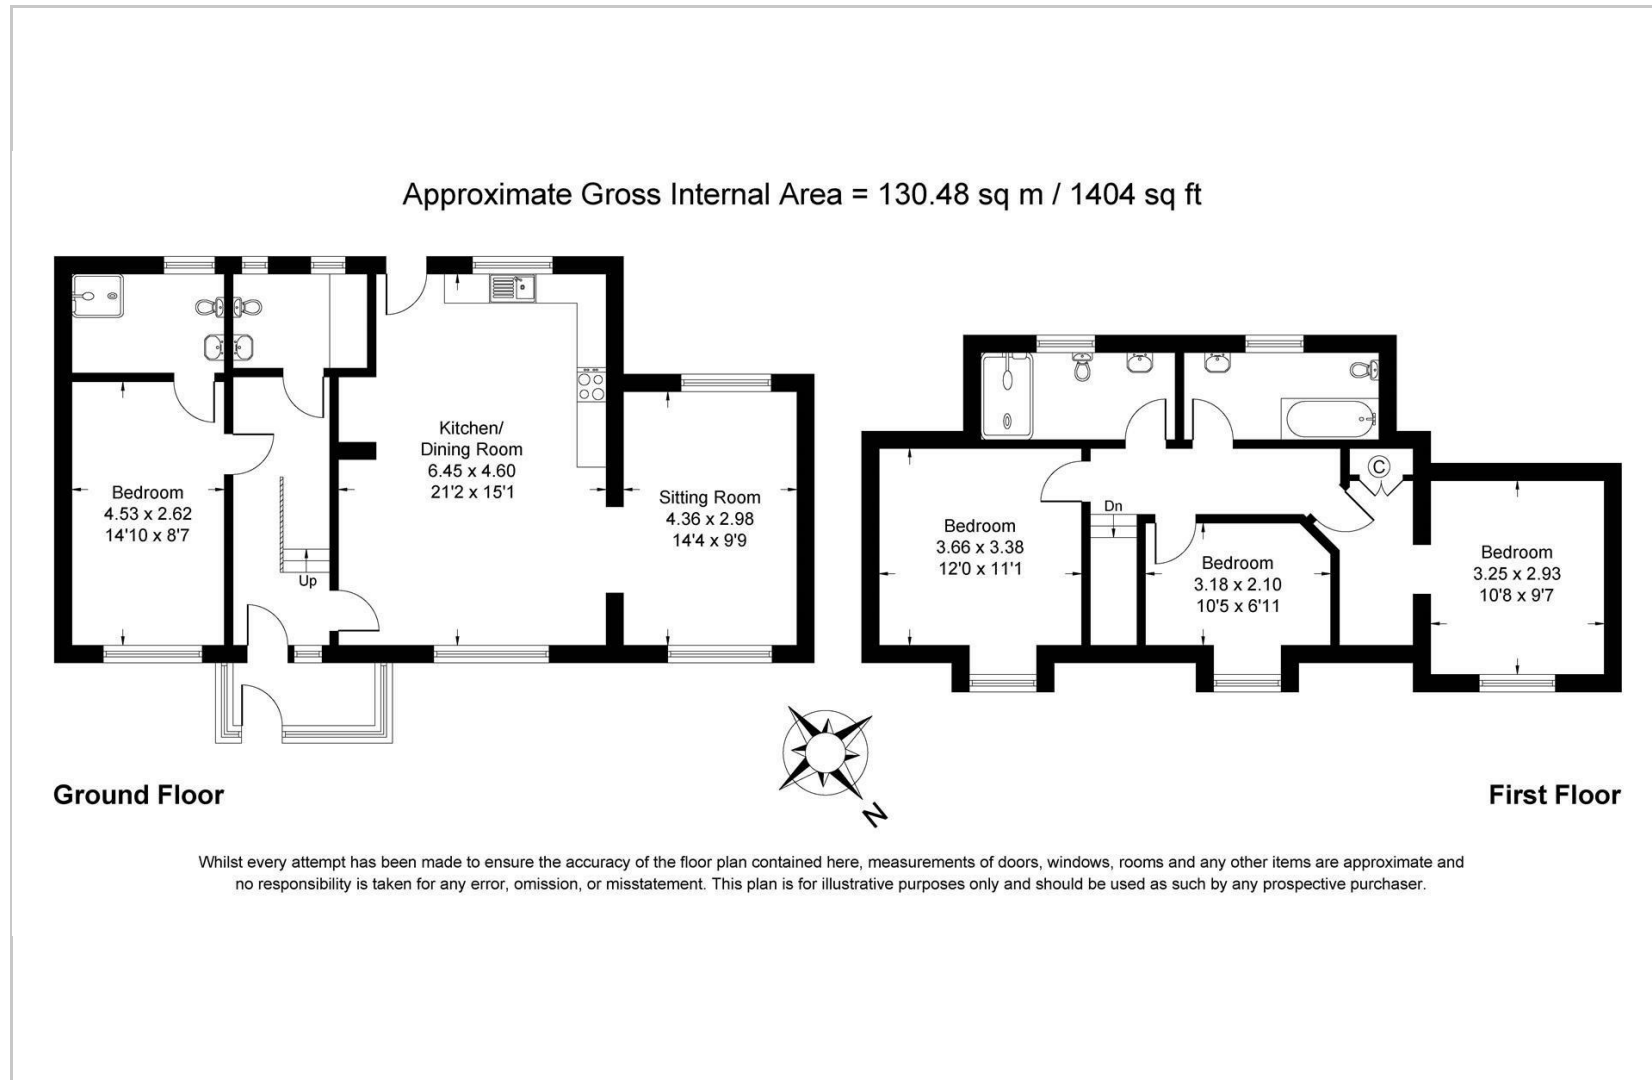 Approximate Gross Internal Area = 130.48 sq m / 1404 sq ft
Kitchen/
Dining Room
6.45 x 4.60
21'2 x 15'1
Bedroom
4.53 x 2.62
14'10 x 8'7
Sitting Room
4.36 x 2.98
14'4 x 9'9
Up
C
Dn
Bedroom
3.66 x 3.38
12'0 x 11'1
Bedroom
3.18 x 2.10
10'5 x 6'11
Bedroom
3.25 x 2.93
10'8 x 9'7
N
Ground Floor
First Floor
Whilst every attempt has been made to ensure the accuracy of the floor plan contained here, measurements of doors, windows, rooms and any other items are approximate and
no responsibility is taken for any error, omission, or misstatement. This plan is for illustrative purposes only and should be used as such by any prospective purchaser.